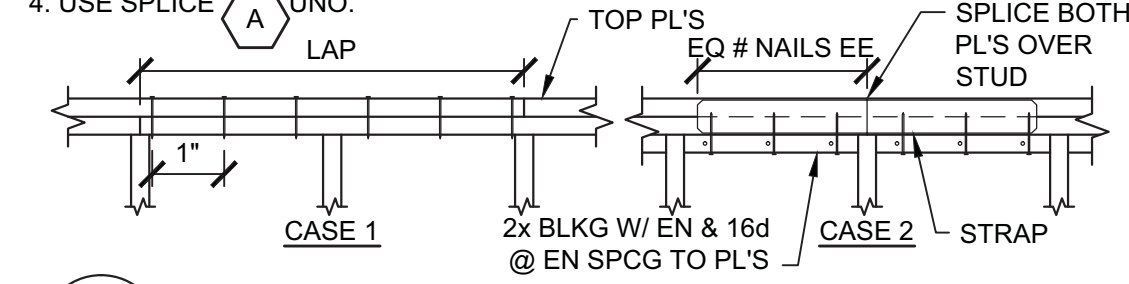 4. USE SPLICE A UNO.
LAP
TOP PL'S
1"
CASE 1
EQ # NAILS EE
SPLICE BOTH
PL'S OVER
STUD
2x BLKG W/ EN & 16d
@ EN SPCG TO PL'S
CASE 2
STRAP